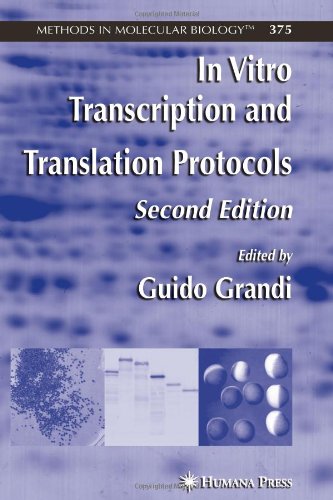 METHODS IN MOLECULAR BIOLOGY™ 375
In Vitro
Transcription and
Translation Protocols
Second Edition
Edited by
Guido Grandi
HUMANA PRESS